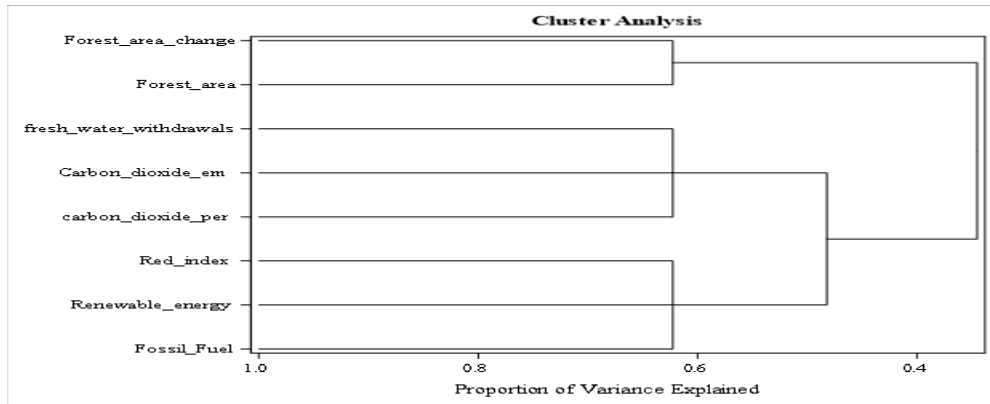 Cluster Analysis
Forest_area_change
Forest_area
fresh_water_withdrawals
Carbon_dioxide_em
carbon_dioxide_per
Red_index
Renewable_energy
Fossil_Fuel
1.0 0.8 0.6 0.4
Proportion of Variance Explained